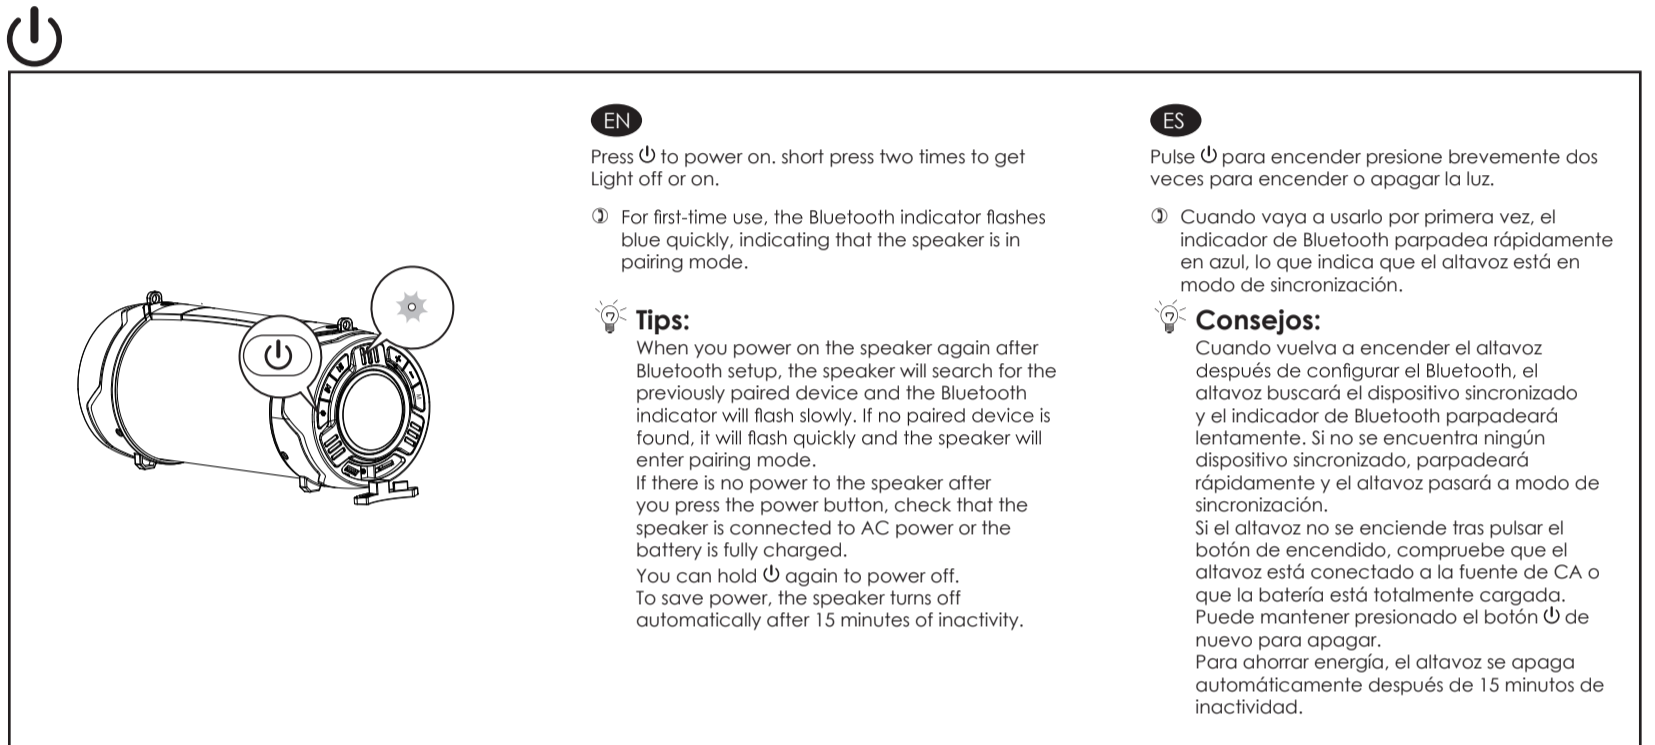 EN
Press ⏻ to power on. short press two times to get
Light off or on.
For first-time use, the Bluetooth indicator flashes
blue quickly, indicating that the speaker is in
pairing mode.
Tips:
When you power on the speaker again after
Bluetooth setup, the speaker will search for the
previously paired device and the Bluetooth
indicator will flash slowly. If no paired device is
found, it will flash quickly and the speaker will
enter pairing mode.
If there is no power to the speaker after
you press the power button, check that the
speaker is connected to AC power or the
battery is fully charged.
You can hold ⏻ again to power off.
To save power, the speaker turns off
automatically after 15 minutes of inactivity.
ES
Pulse ⏻ para encender presione brevemente dos
veces para encender o apagar la luz.
Cuando vaya a usarlo por primera vez, el
indicador de Bluetooth parpadea rápidamente
en azul, lo que indica que el altavoz está en
modo de sincronización.
Consejos:
Cuando vuelva a encender el altavoz
después de configurar el Bluetooth, el
altavoz buscará el dispositivo sincronizado
y el indicador de Bluetooth parpadeará
lentamente. Si no se encuentra ningún
dispositivo sincronizado, parpadeará
rápidamente y el altavoz pasará a modo de
sincronización.
Si el altavoz no se enciende tras pulsar el
botón de encendido, compruebe que el
altavoz está conectado a la fuente de CA o
que la batería está totalmente cargada.
Puede mantener presionado el botón ⏻ de
nuevo para apagar.
Para ahorrar energía, el altavoz se apaga
automáticamente después de 15 minutos de
inactividad.